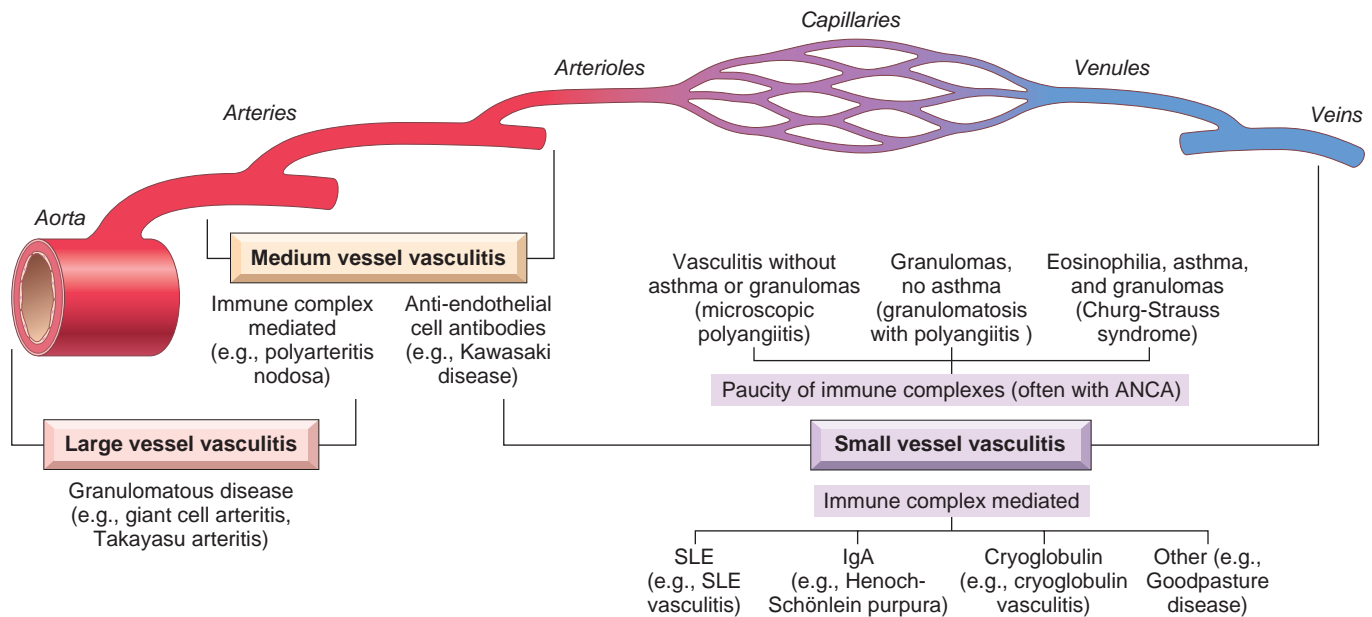 Capillaries
Arterioles
Venules
Arteries
Veins
Aorta
Medium vessel vasculitis
Immune complex
mediated
(e.g., polyarteritis
nodosa)
Anti-endothelial
cell antibodies
(e.g., Kawasaki
disease)
Vasculitis without
asthma or granulomas
(microscopic
polyangiitis)
Granulomas,
no asthma
(granulomatosis
with polyangiitis )
Eosinophilia, asthma,
and granulomas
(Churg-Strauss
syndrome)
Paucity of immune complexes (often with ANCA)
Large vessel vasculitis
Granulomatous disease
(e.g., giant cell arteritis,
Takayasu arteritis)
Small vessel vasculitis
Immune complex mediated
SLE
(e.g., SLE
vasculitis)
IgA
(e.g., Henoch-
Schönlein purpura)
Cryoglobulin
(e.g., cryoglobulin
vasculitis)
Other (e.g.,
Goodpasture
disease)